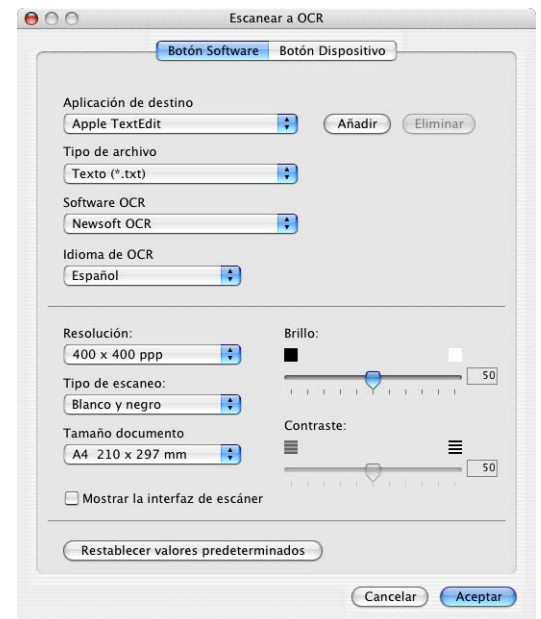 Escanear a OCR
Botón Software Botón Dispositivo
Aplicación de destino
Apple TextEdit Añadir Eliminar
Tipo de archivo
Texto (*.txt)
Software OCR
Newsoft OCR
Idioma de OCR
Español
Resolución: Brillo:
400 x 400 ppp
50
Tipo de escaneo:
Blanco y negro
Contraste:
Tamaño documento
A4 210 x 297 mm
50
Mostrar la interfaz de escáner
Restablecer valores predeterminados
Cancelar Aceptar